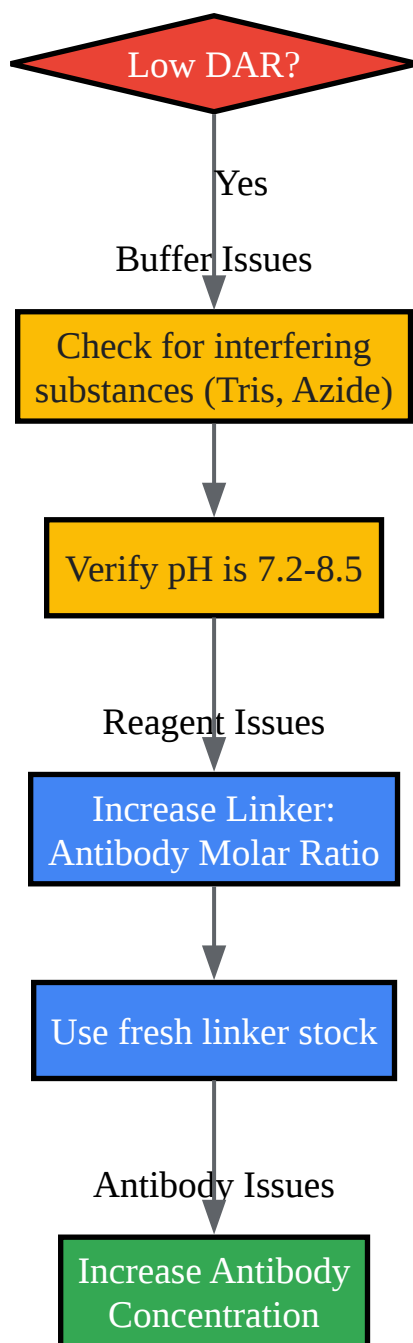 Low DAR?
Yes
Buffer Issues
Check for interfering
substances (Tris, Azide)
Verify pH is 7.2-8.5
Reagent Issues
Increase Linker:
Antibody Molar Ratio
Use fresh linker stock
Antibody Issues
Increase Antibody
Concentration